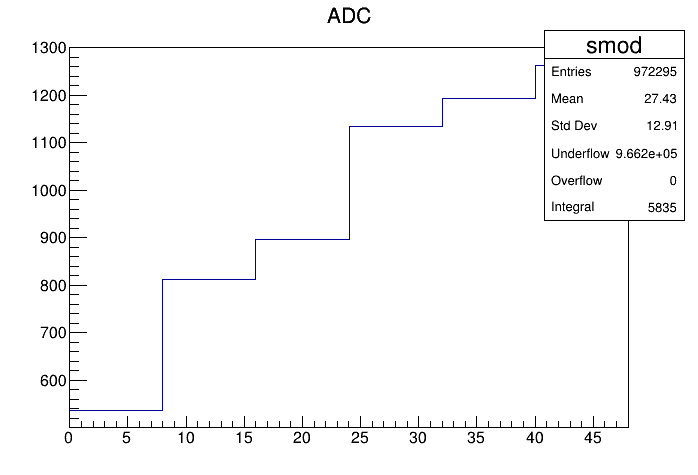 ADC
smod
Entries 972295
Mean 27.43
Std Dev 12.91
Underflow 9.662e+05
Overflow 0
Integral 5835
1300
1200
1100
1000
900
800
700
600
0 5 10 15 20 25 30 35 40 45